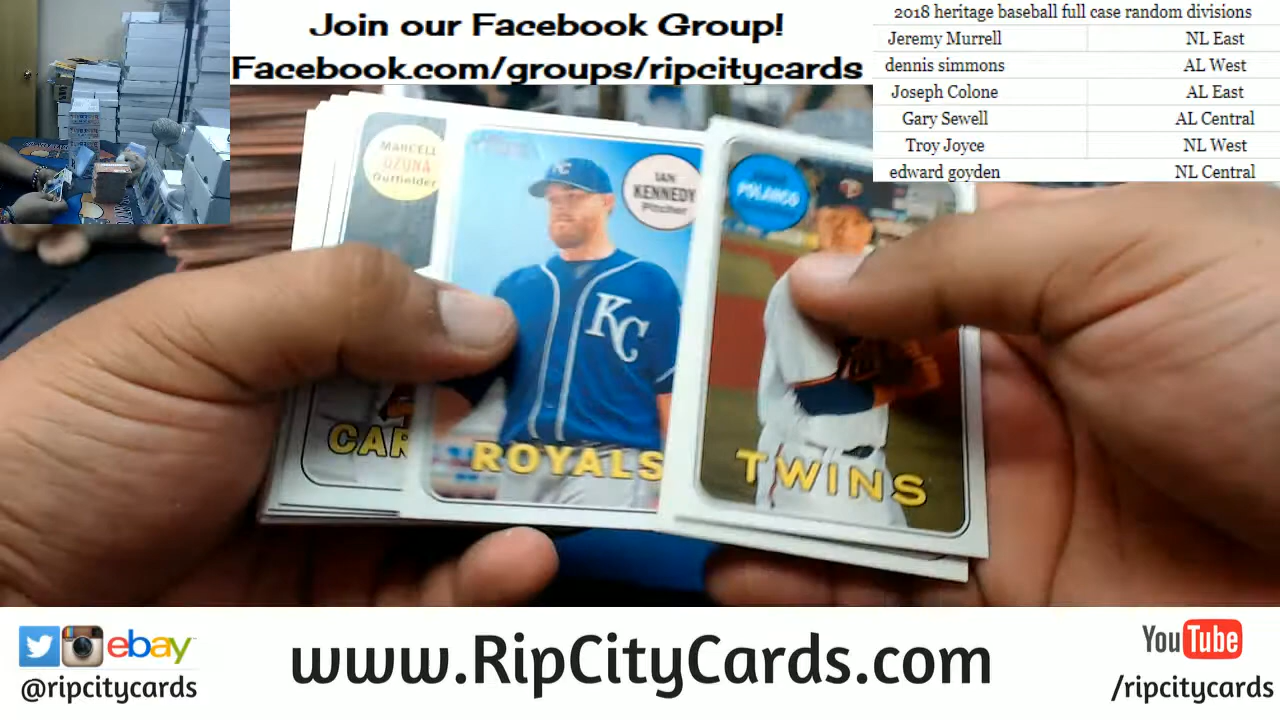 Join our Facebook Group!
Facebook.com/groups/ripcitycards
2018 heritage baseball full case random divisions
Jeremy Murrell NL East
dennis simmons AL West
Joseph Colone AL East
Gary Sewell AL Central
Troy Joyce NL West
edward goyden NL Central
MARCELL
OZUNA
Outfielder
CAR
KC
IAN
KENNEDY
Pitcher
KC
ROYALS
POLANCO
TWINS
ebay
@ripcitycards
www.RipCityCards.com
YouTube
/ripcitycards